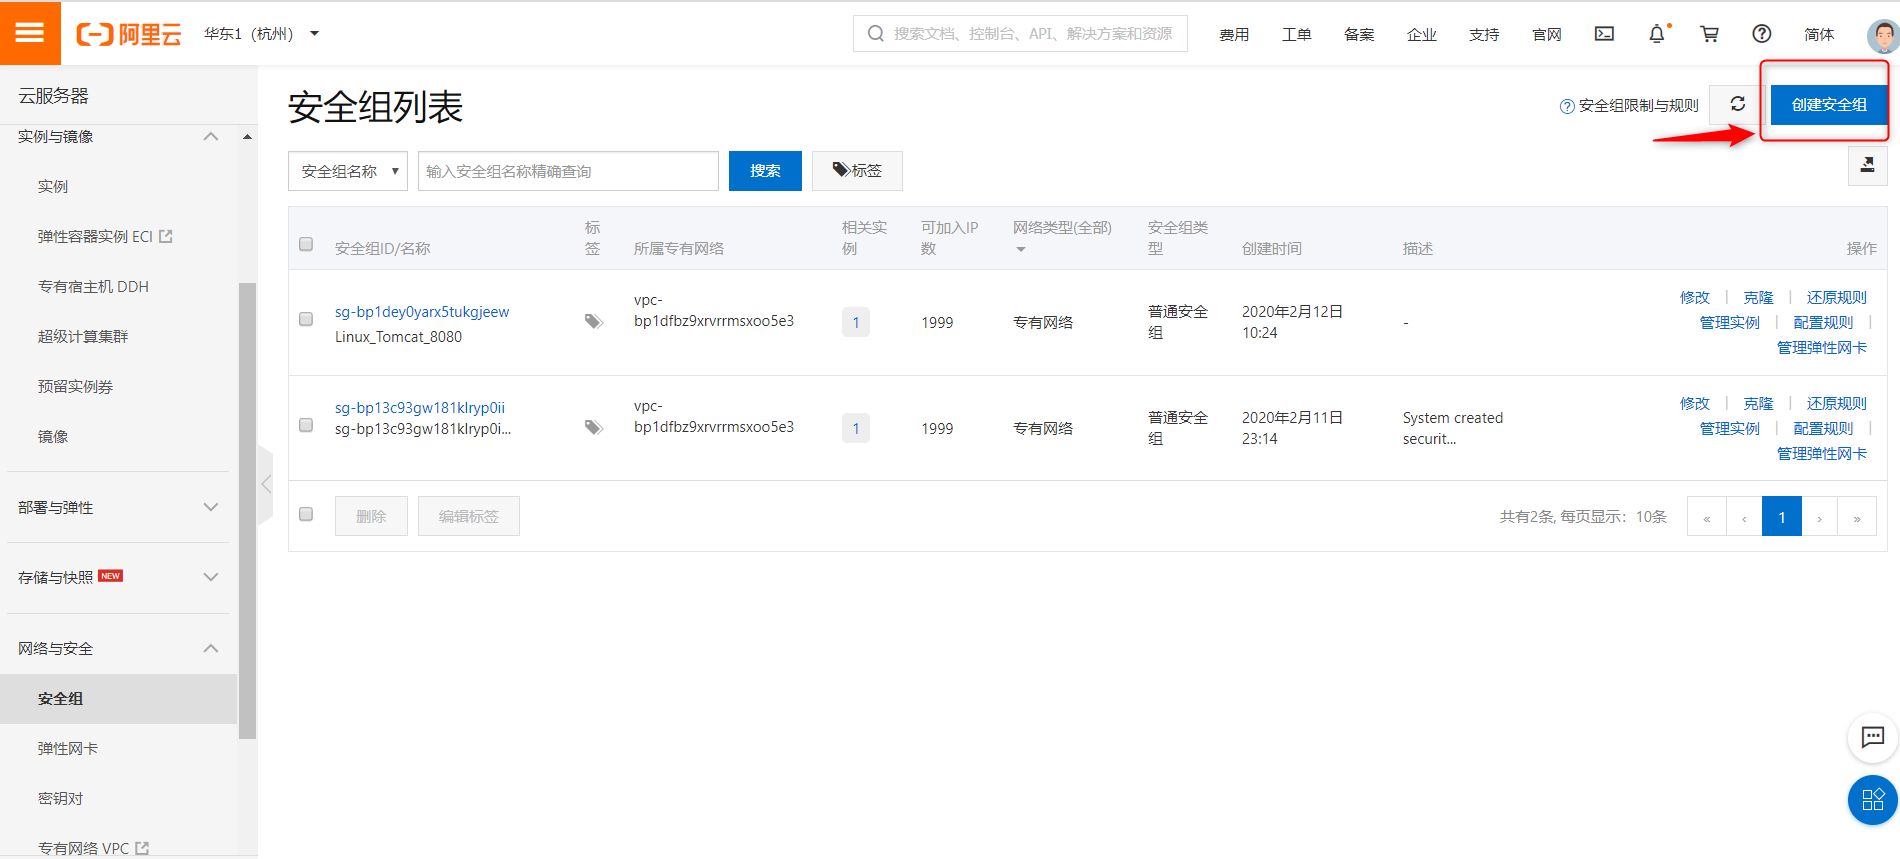 阿里云 华东1（杭州）
搜索文档、控制台、API、解决方案和资源
费用 工单 备案 企业 支持 官网 简体
云服务器
实例与镜像
实例
弹性容器实例 ECI
专有宿主机 DDH
超级计算集群
预留实例券
镜像
部署与弹性
存储与快照 NEW
网络与安全
安全组
弹性网卡
密钥对
专有网络 VPC
安全组列表
安全组限制与规则
创建安全组
安全组名称 输入安全组名称精确查询 搜索 标签
安全组ID/名称 标签 所属专有网络 相关实例 可加入IP数 网络类型(全部) 安全组类型 创建时间 描述 操作
sg-bp1dey0yarx5tukgjeew
Linux_Tomcat_8080
vpc-
bp1dfbz9xrvrrmsxoo5e3
1 1999 专有网络
普通安全组
2020年2月12日
10:24
-
修改 | 克隆 | 还原规则
管理实例 | 配置规则 |
管理弹性网卡
sg-bp13c93gw181klryp0ii
sg-bp13c93gw181klryp0i...
vpc-
bp1dfbz9xrvrrmsxoo5e3
1 1999 专有网络
普通安全组
2020年2月11日
23:14
System created
securit...
修改 | 克隆 | 还原规则
管理实例 | 配置规则 |
管理弹性网卡
删除 编辑标签
共有2条, 每页显示：10条 « ‹ 1 › »